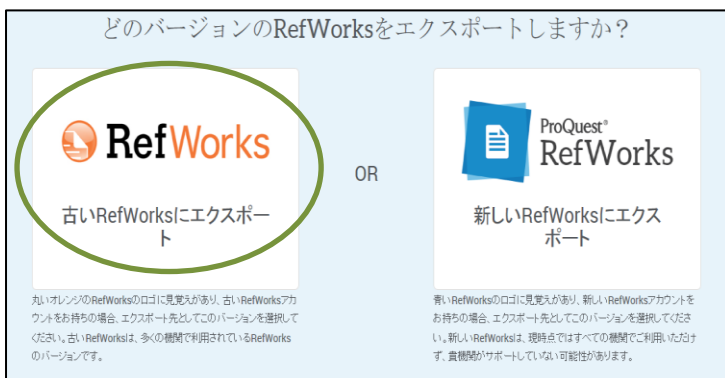 どのバージョンのRefWorksをエクスポートしますか？
RefWorks
古いRefWorksにエクスポー
ト
丸いオレンジのRefWorksのロゴに見覚えがあり、古いRefWorksアカ
ウントをお持ちの場合、エクスポート先としてこのバージョンを選択して
ください。古いRefWorksは、多くの機関で利用されているRefWorks
のバージョンです。
OR
ProQuest®
RefWorks
新しいRefWorksにエクス
ポート
青いRefWorksのロゴに見覚えがあり、新しいRefWorksアカウントを
お持ちの場合、エクスポート先としてこのバージョンを選択してくださ
い。新しいRefWorksは、現時点ではすべての機関でご利用いただけ
ず、貴機関がサポートしていない可能性があります。